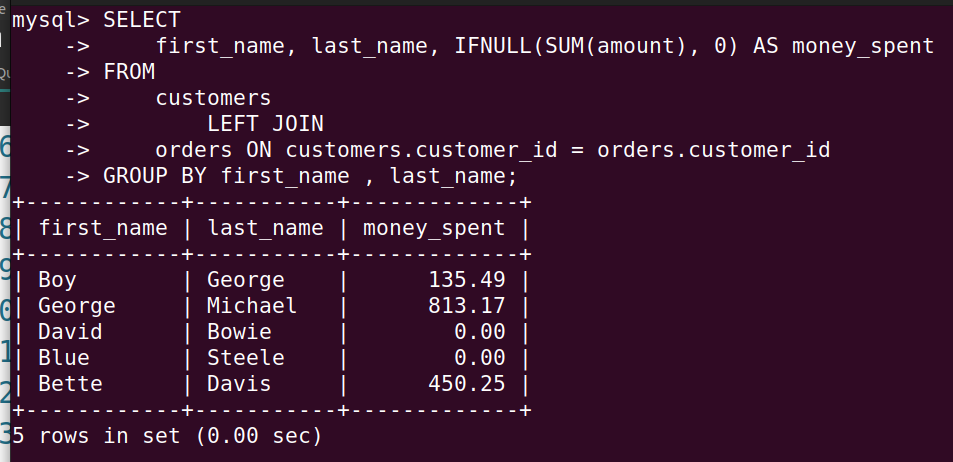 mysql> SELECT
    ->     first_name, last_name, IFNULL(SUM(amount), 0) AS money_spent
    -> FROM
    ->     customers
    ->         LEFT JOIN
    ->     orders ON customers.customer_id = orders.customer_id
    -> GROUP BY first_name , last_name;
+------------+-----------+-------------+
| first_name | last_name | money_spent |
+------------+-----------+-------------+
| Boy        | George    |      135.49 |
| George     | Michael   |      813.17 |
| David      | Bowie     |        0.00 |
| Blue       | Steele    |        0.00 |
| Bette      | Davis     |      450.25 |
+------------+-----------+-------------+
5 rows in set (0.00 sec)